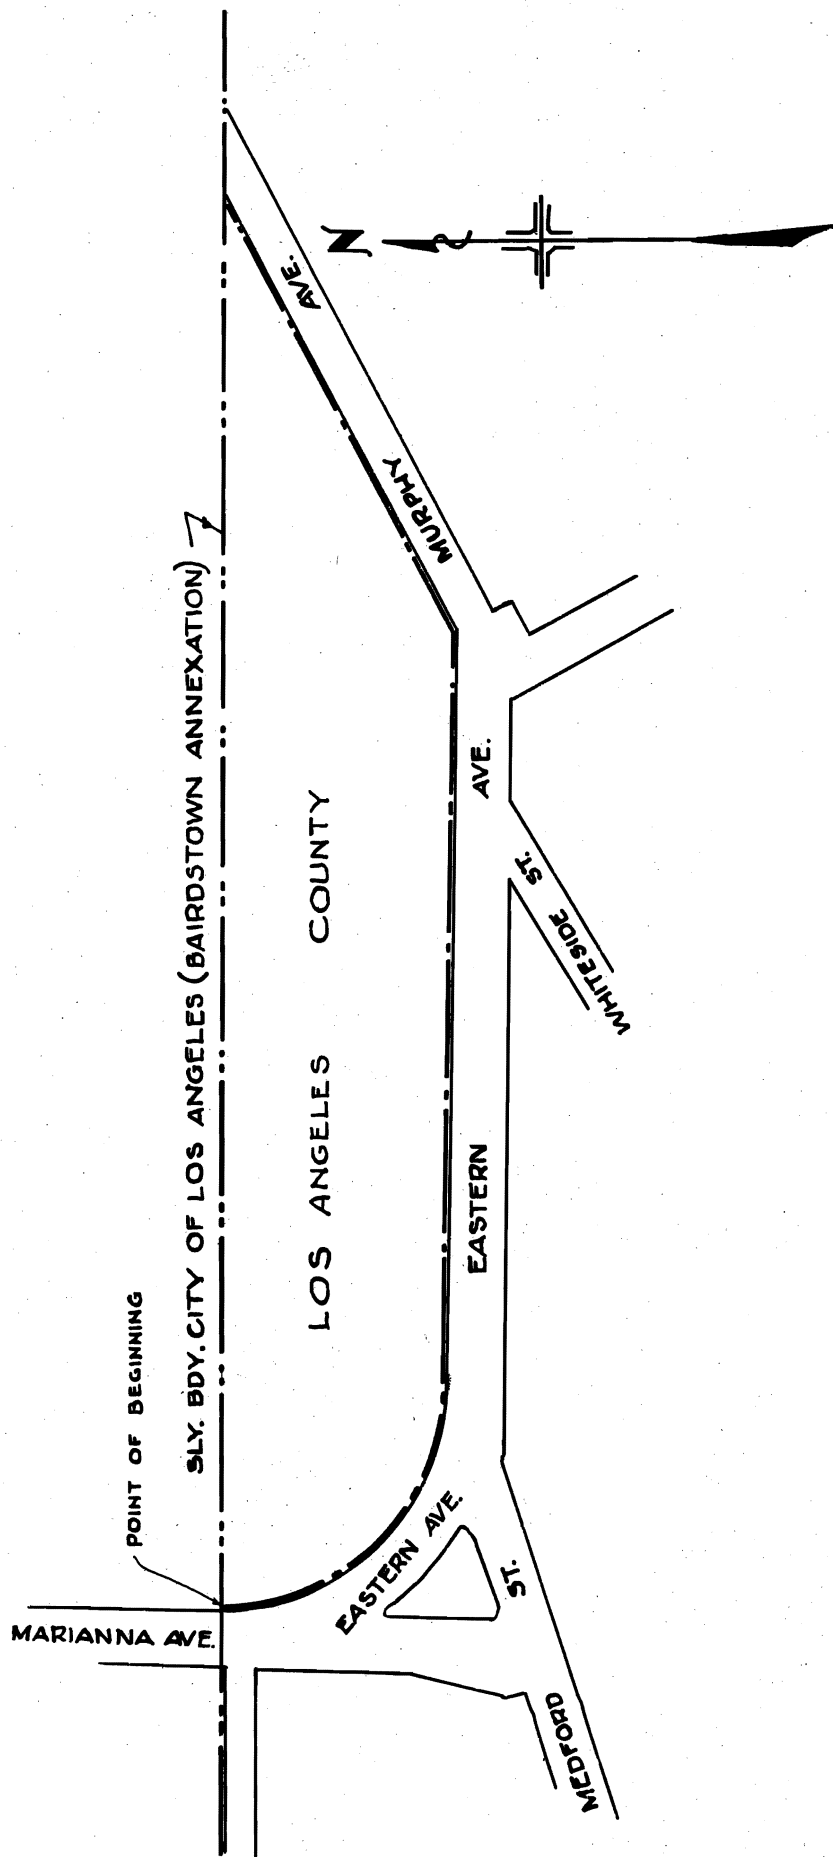 POINT OF BEGINNING
SLY. BDY. CITY OF LOS ANGELES (BAIRDSTOWN ANNEXATION)
N
LOS ANGELES COUNTY
MARIANNA AVE.
EASTERN AVE.
EASTERN AVE.
MURPHY AVE.
WHITESIDE ST.
MEDFORD ST.